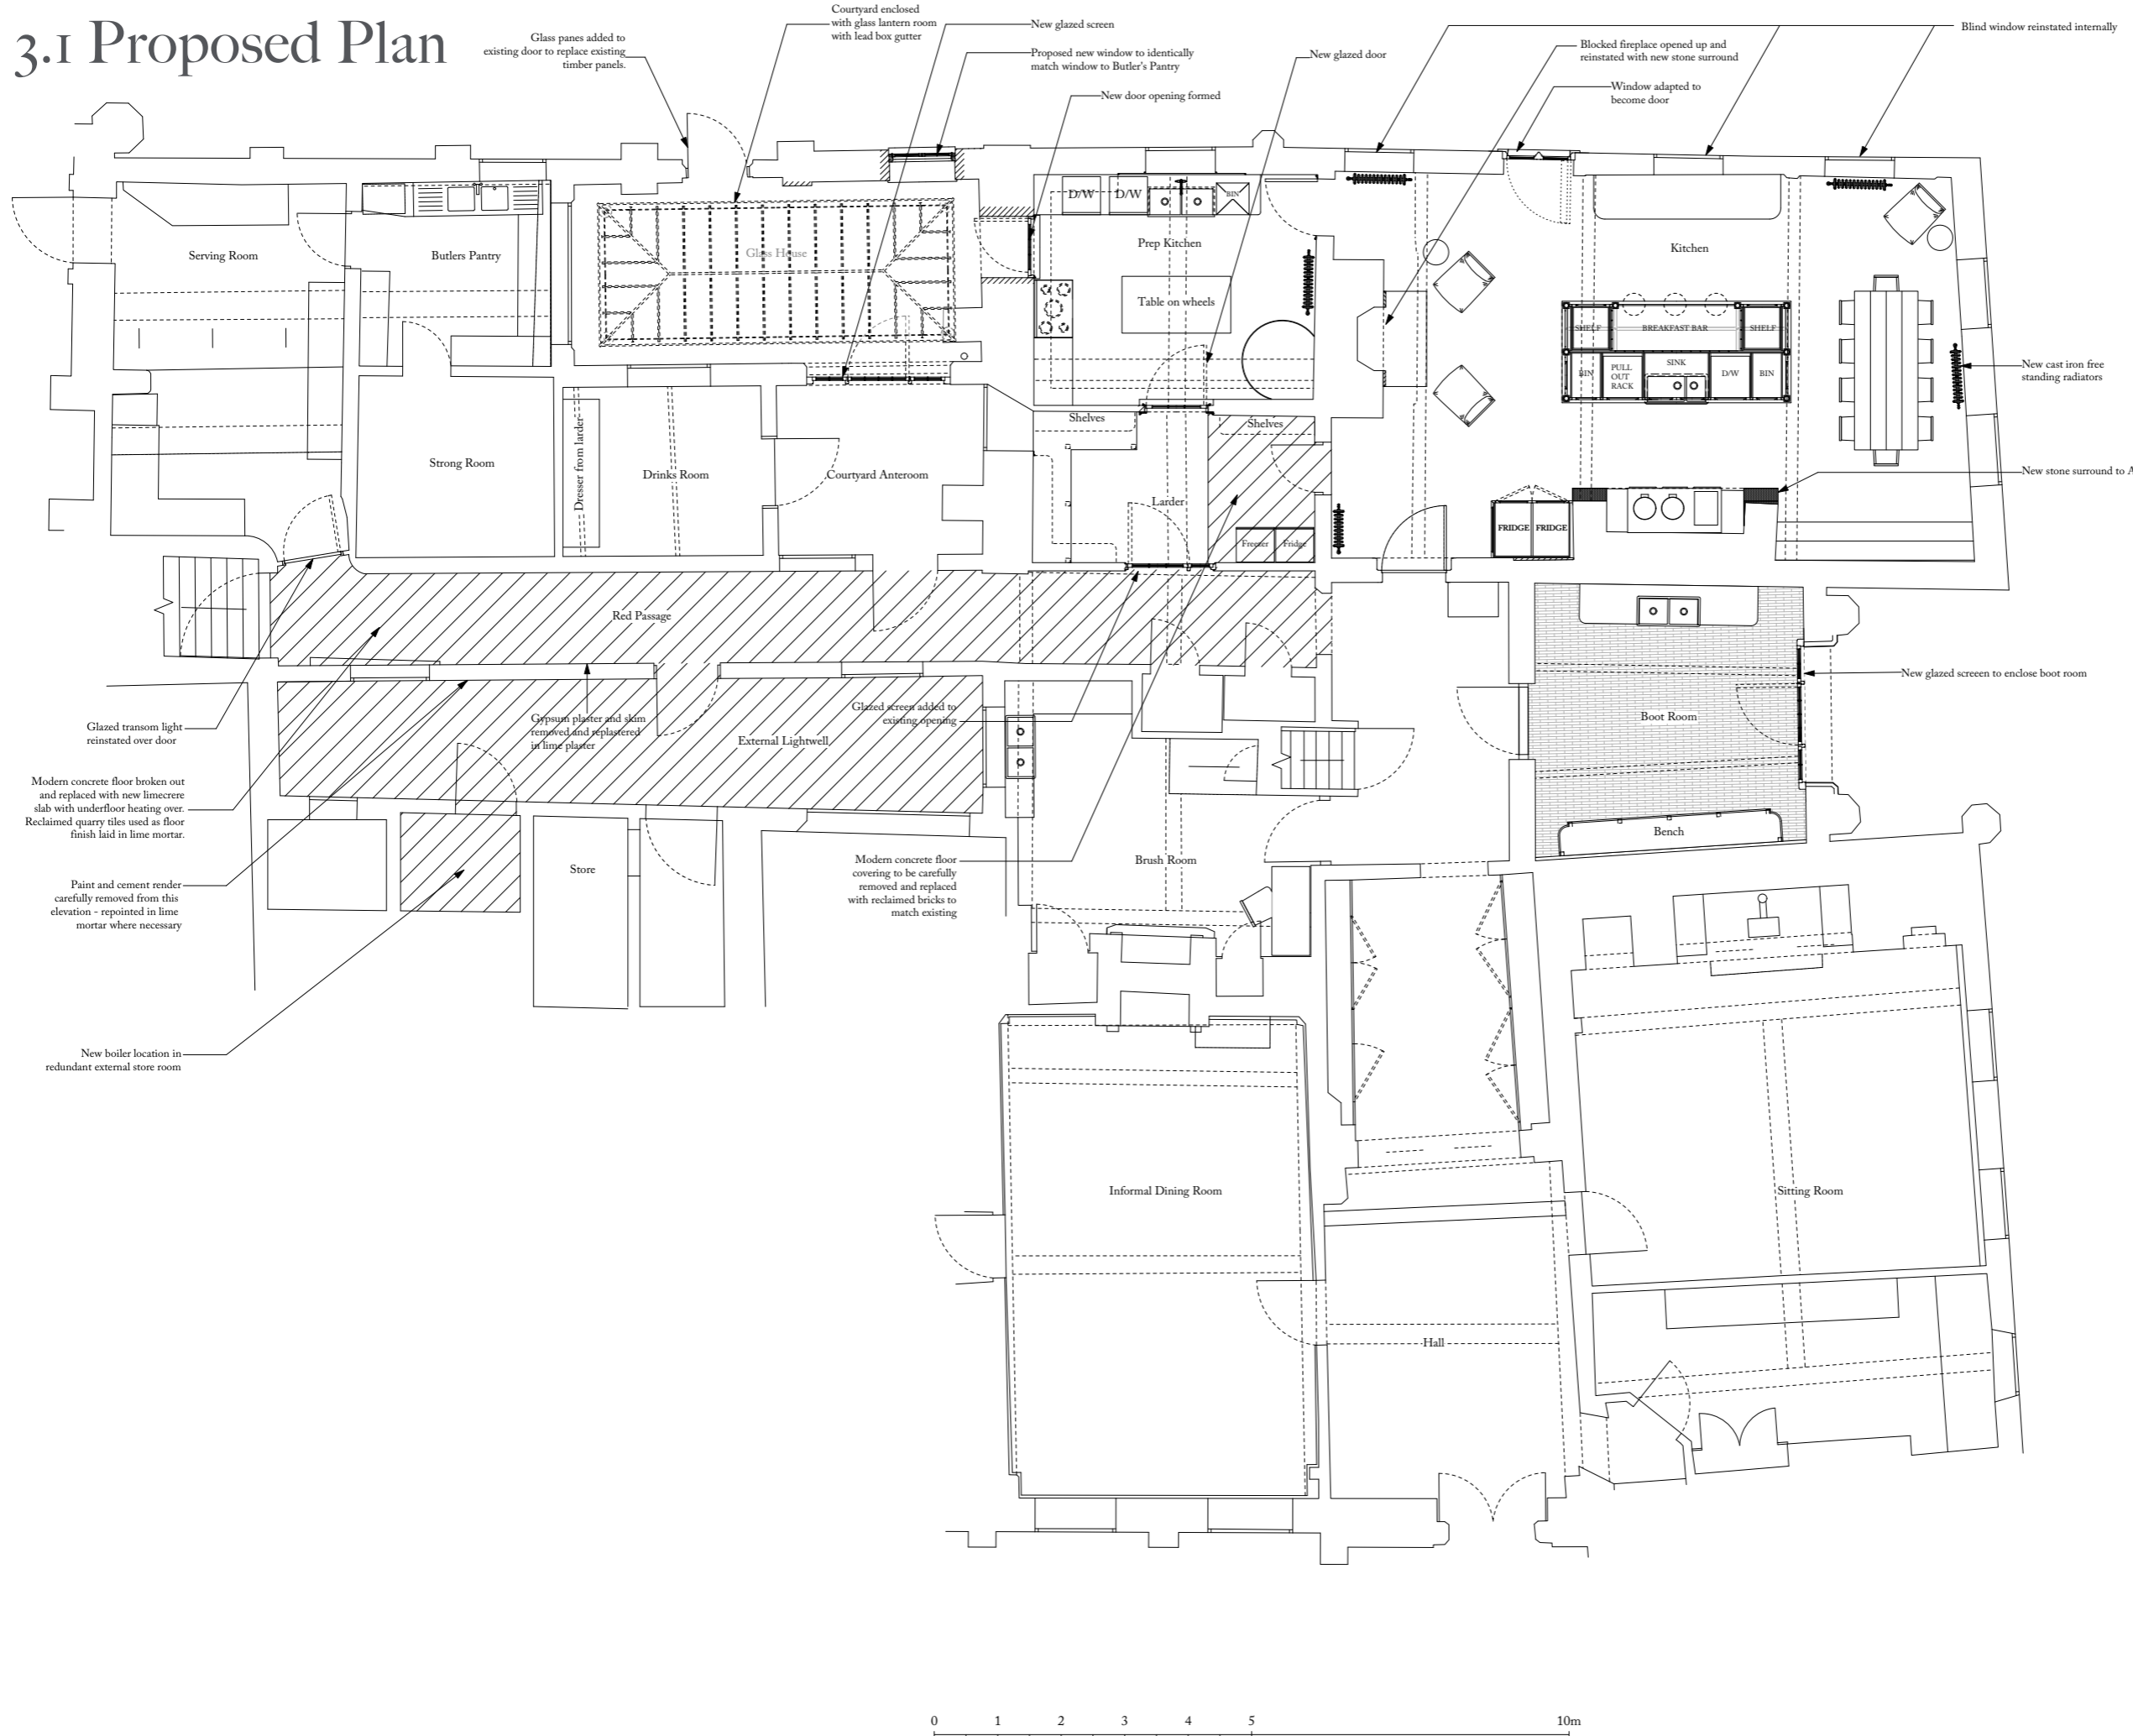 3.1 Proposed Plan
Glass panes added to
existing door to replace existing
timber panels.
Courtyard enclosed
with glass lantern room
with lead box gutter
New glazed screen
Proposed new window to identically
match window to Butler's Pantry
New door opening formed
New glazed door
Blocked fireplace opened up and
reinstated with new stone surround
Window adapted to
become door
Blind window reinstated internally
Serving Room
Butlers Pantry
Glass House
D/W
D/W
BIN
Prep Kitchen
Table on wheels
Kitchen
SHELF
BREAKFAST BAR
SHELF
BIN
PULL
OUT
RACK
SINK
D/W
BIN
New cast iron free
standing radiators
Strong Room
Dresser from larder
Drinks Room
Courtyard Anteroom
Shelves
Shelves
Larder
Freezer
Fridge
FRIDGE
FRIDGE
New stone surround to A
Red Passage
Glazed transom light
reinstated over door
Gypsum plaster and skim
removed and replastered
in lime plaster
External Lightwell
Glazed screen added to
existing opening
Boot Room
New glazed screeen to enclose boot room
Bench
Modern concrete floor broken out
and replaced with new limecrere
slab with underfloor heating over.
Reclaimed quarry tiles used as floor
finish laid in lime mortar.
Paint and cement render
carefully removed from this
elevation - repointed in lime
mortar where necessary
Store
Modern concrete floor
covering to be carefully
removed and replaced
with reclaimed bricks to
match existing
Brush Room
New boiler location in
redundant external store room
Informal Dining Room
Sitting Room
Hall
0 1 2 3 4 5 10m